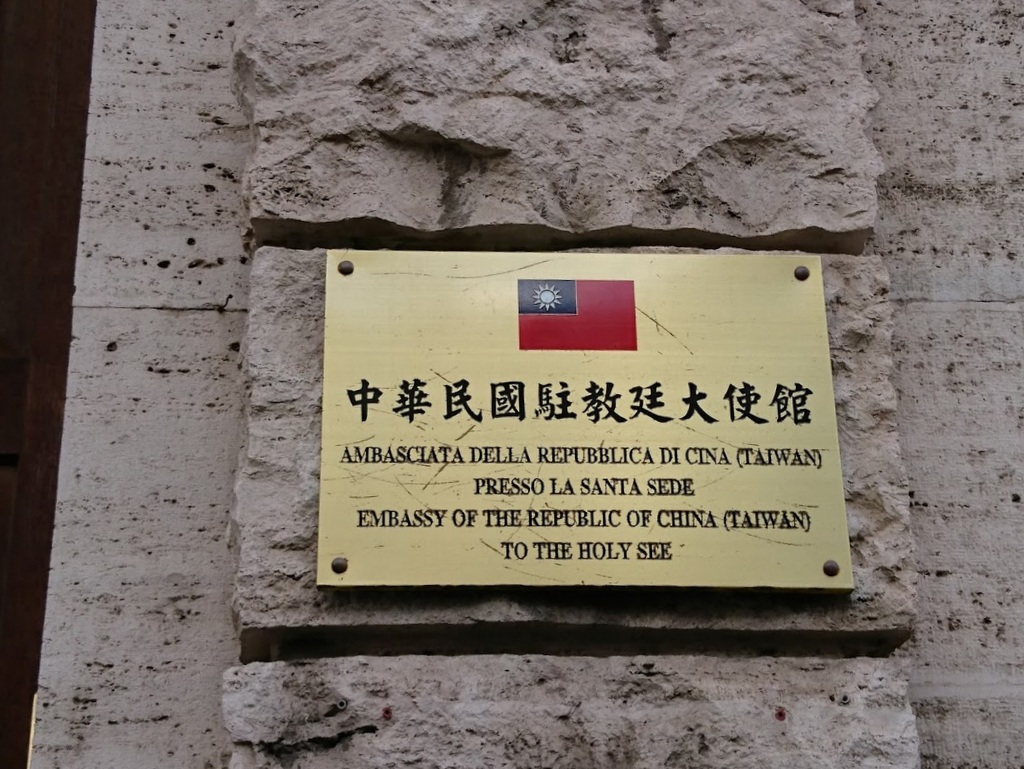 中華民國駐教廷大使館
AMBASCIATA DELLA REPUBBLICA DI CINA (TAIWAN)
PRESSO LA SANTA SEDE
EMBASSY OF THE REPUBLIC OF CHINA (TAIWAN)
TO THE HOLY SEE